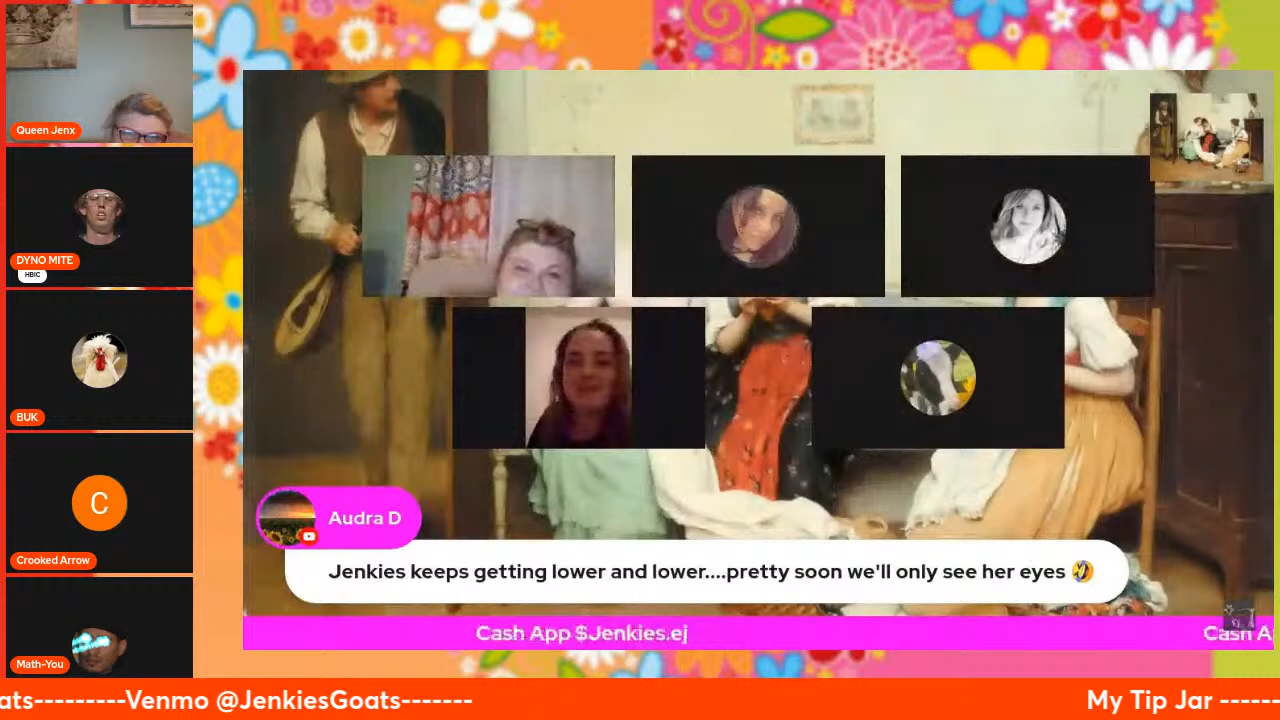 Queen Jenx
DYNO MITE
HBIC
BUK
C
Crooked Arrow
Math-You
Audra D
Jenkies keeps getting lower and lower....pretty soon we'll only see her eyes 🤣
Cash App $Jenkies.ej
Cash A
ats---------Venmo @JenkiesGoats-------
My Tip Jar ------